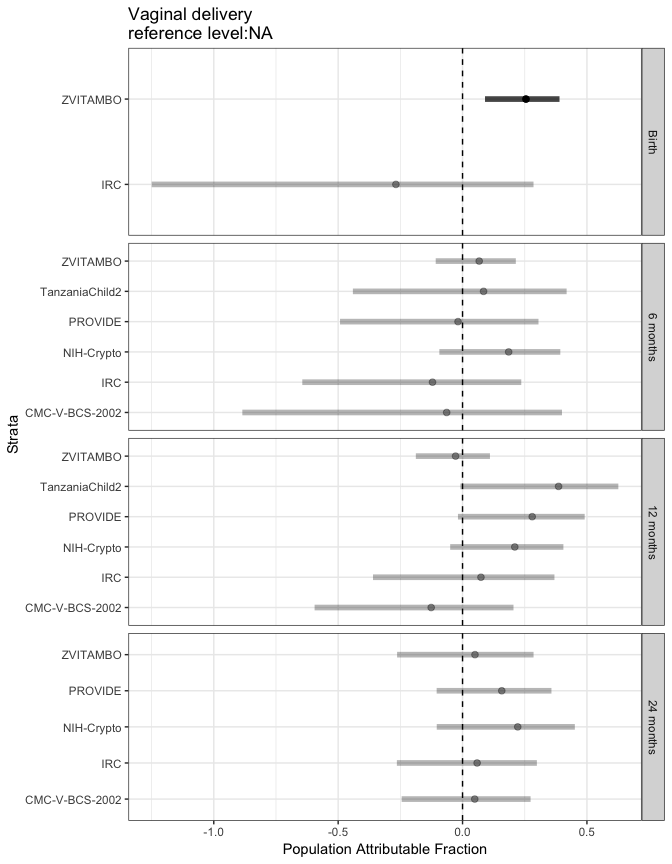 Vaginal delivery
reference level:NA
ZVITAMBO
IRC
Birth
ZVITAMBO
TanzaniaChild2
PROVIDE
NIH-Crypto
IRC
CMC-V-BCS-2002
6 months
ZVITAMBO
TanzaniaChild2
PROVIDE
NIH-Crypto
IRC
CMC-V-BCS-2002
12 months
ZVITAMBO
PROVIDE
NIH-Crypto
IRC
CMC-V-BCS-2002
24 months
Strata
-1.0 -0.5 0.0 0.5
Population Attributable Fraction